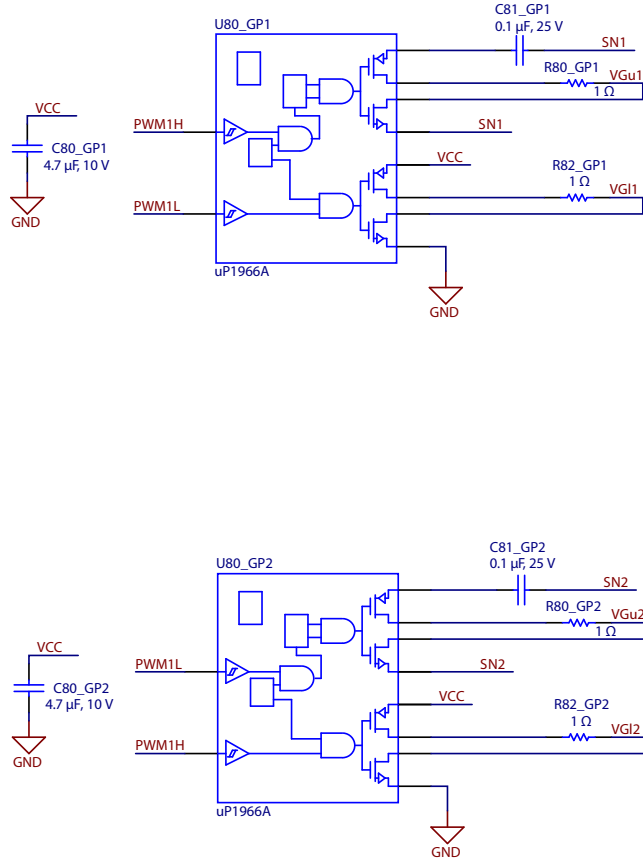 C81_GP1
0.1 µF, 25 V
U80_GP1
SN1
R80_GP1
VGu1
1 Ω
VCC
C80_GP1
4.7 µF, 10 V
GND
PWM1H
SN1
VCC
R82_GP1
1 Ω
VGl1
PWM1L
uP1966A
GND
C81_GP2
0.1 µF, 25 V
U80_GP2
SN2
R80_GP2
VGu2
1 Ω
VCC
C80_GP2
4.7 µF, 10 V
GND
PWM1L
SN2
VCC
R82_GP2
1 Ω
VGl2
PWM1H
uP1966A
GND